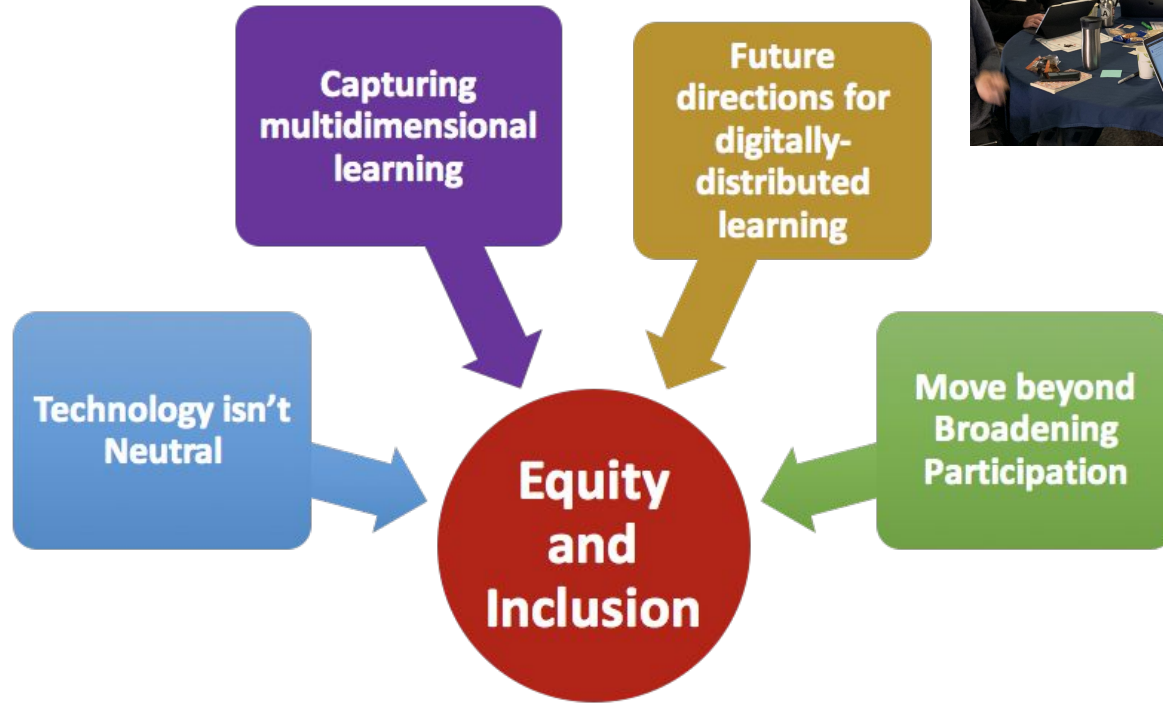 Capturing
multidimensional
learning
Future
directions for
digitally-
distributed
learning
Technology isn’t
Neutral
Move beyond
Broadening
Participation
Equity
and
Inclusion